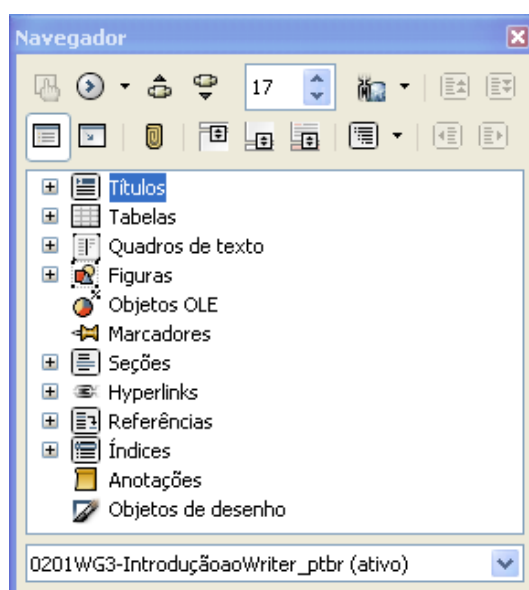 Navegador
17
Títulos
Tabelas
Quadros de texto
Figuras
Objetos OLE
Marcadores
Seções
Hyperlinks
Referências
Índices
Anotações
Objetos de desenho
0201WG3-IntroduçãoaoWriter_ptbr (ativo)